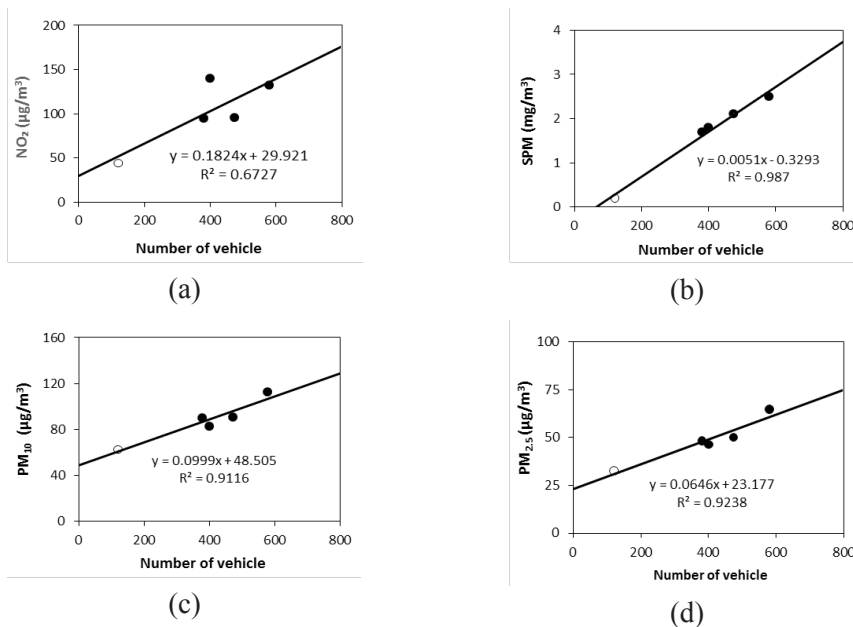 200
150
100
50
0
NO₂ (µg/m³)
y = 0.1824x + 29.921
R² = 0.6727
0 200 400 600 800
Number of vehicle
(a)
4
3
2
1
0
SPM (mg/m³)
y = 0.0051x - 0.3293
R² = 0.987
0 200 400 600 800
Number of vehicle
(b)
160
120
80
40
0
PM₁₀ (µg/m³)
y = 0.0999x + 48.505
R² = 0.9116
0 200 400 600 800
Number of vehicle
(c)
100
75
50
25
0
PM₂.₅ (µg/m³)
y = 0.0646x + 23.177
R² = 0.9238
0 200 400 600 800
Number of vehicle
(d)